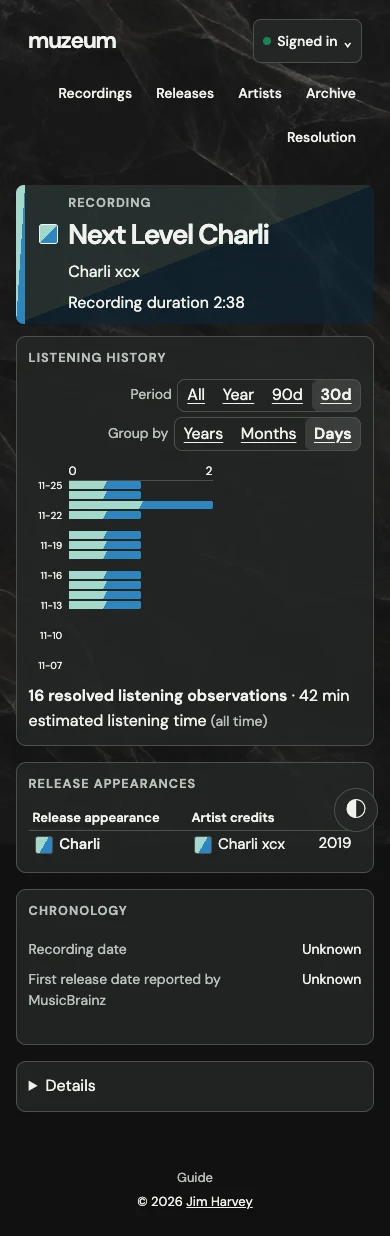 muzeum
Signed in
Recordings Releases Artists Archive
Resolution
RECORDING
Next Level Charli
Charli xcx
Recording duration 2:38
LISTENING HISTORY
Period All Year 90d 30d
Group by Years Months Days
0 2
11-25
11-22
11-19
11-16
11-13
11-10
11-07
16 resolved listening observations · 42 min
estimated listening time (all time)
RELEASE APPEARANCES
Release appearance Artist credits
Charli Charli xcx 2019
CHRONOLOGY
Recording date Unknown
First release date reported by Unknown
MusicBrainz
Details
Guide
© 2026 Jim Harvey